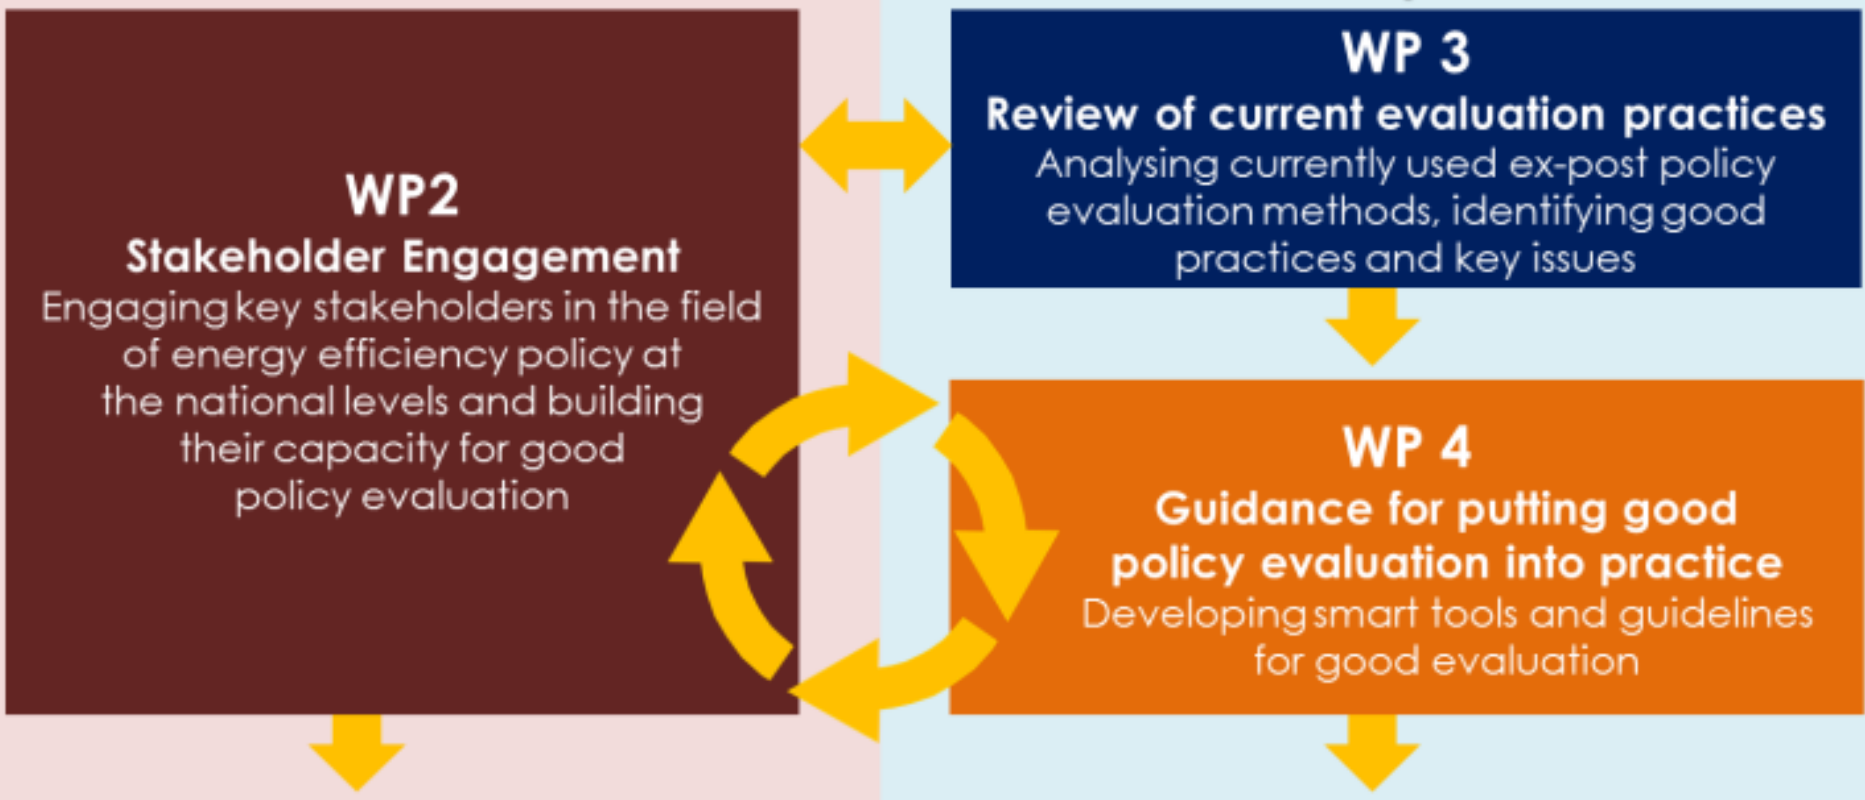 WP2
Stakeholder Engagement
Engaging key stakeholders in the field
of energy efficiency policy at
the national levels and building
their capacity for good
policy evaluation
WP 3
Review of current evaluation practices
Analysing currently used ex-post policy
evaluation methods, identifying good
practices and key issues
WP 4
Guidance for putting good
policy evaluation into practice
Developing smart tools and guidelines
for good evaluation